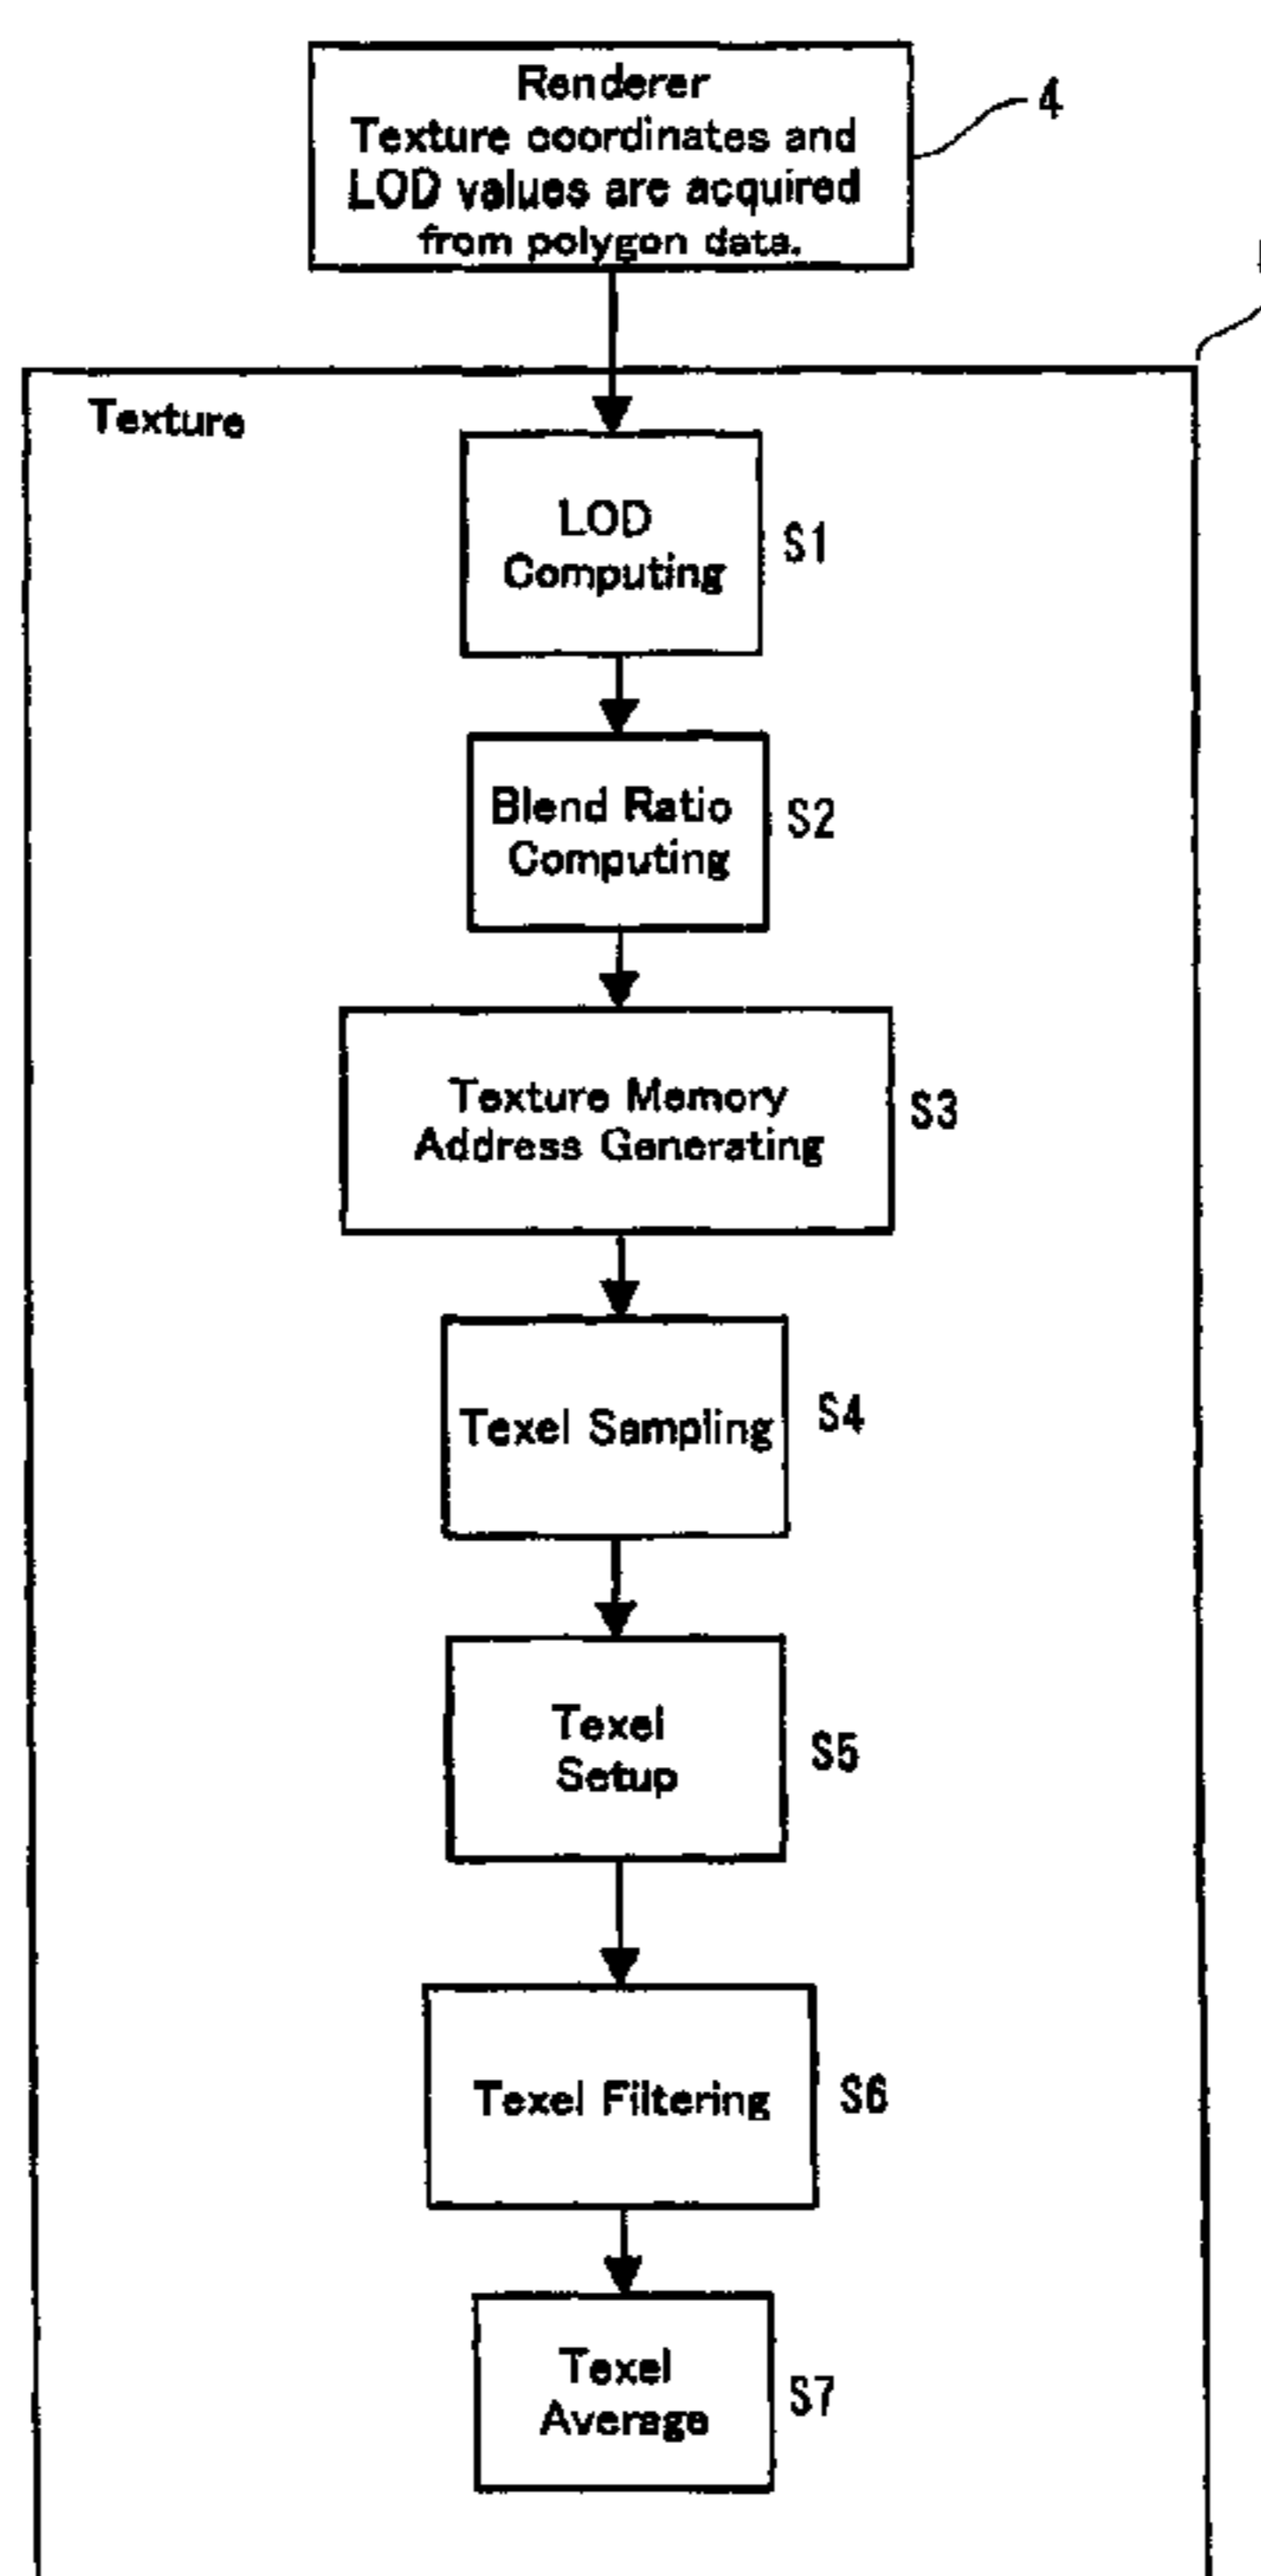 Renderer
Texture coordinates and
LOD values are acquired
from polygon data.
4
Texture
LOD
Computing
S1
Blend Ratio
Computing
S2
Texture Memory
Address Generating
S3
Texel Sampling
S4
Texel
Setup
S5
Texel Filtering
S6
Texel
Average
S7